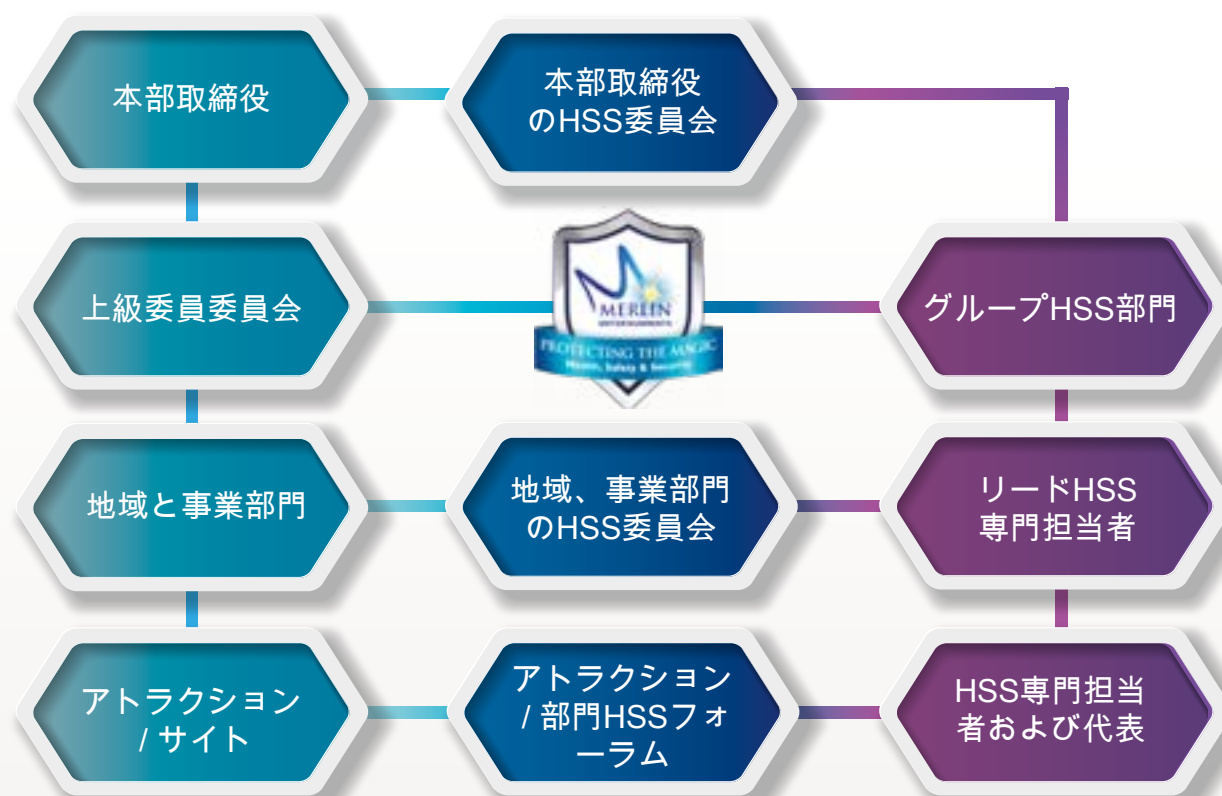 本部取締役
本部取締役
のHSS委員会
上級委員委員会
MERLIN
ENTERTAINMENTS
PROTECTING THE MAGIC
Health, Safety & Security
グループHSS部門
地域と事業部門
地域、事業部門
のHSS委員会
リードHSS
専門担当者
アトラクション
/ サイト
アトラクション
/ 部門HSSフォ
ーラム
HSS専門担当
者および代表